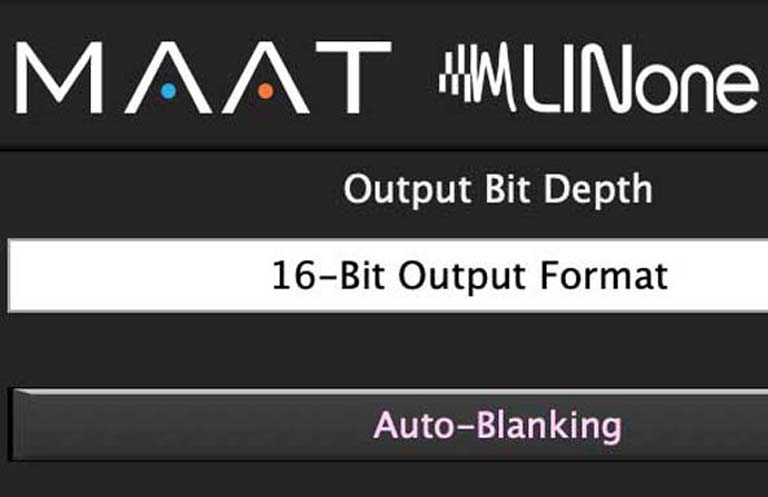 MAAT LINone
Output Bit Depth
16-Bit Output Format
Auto-Blanking